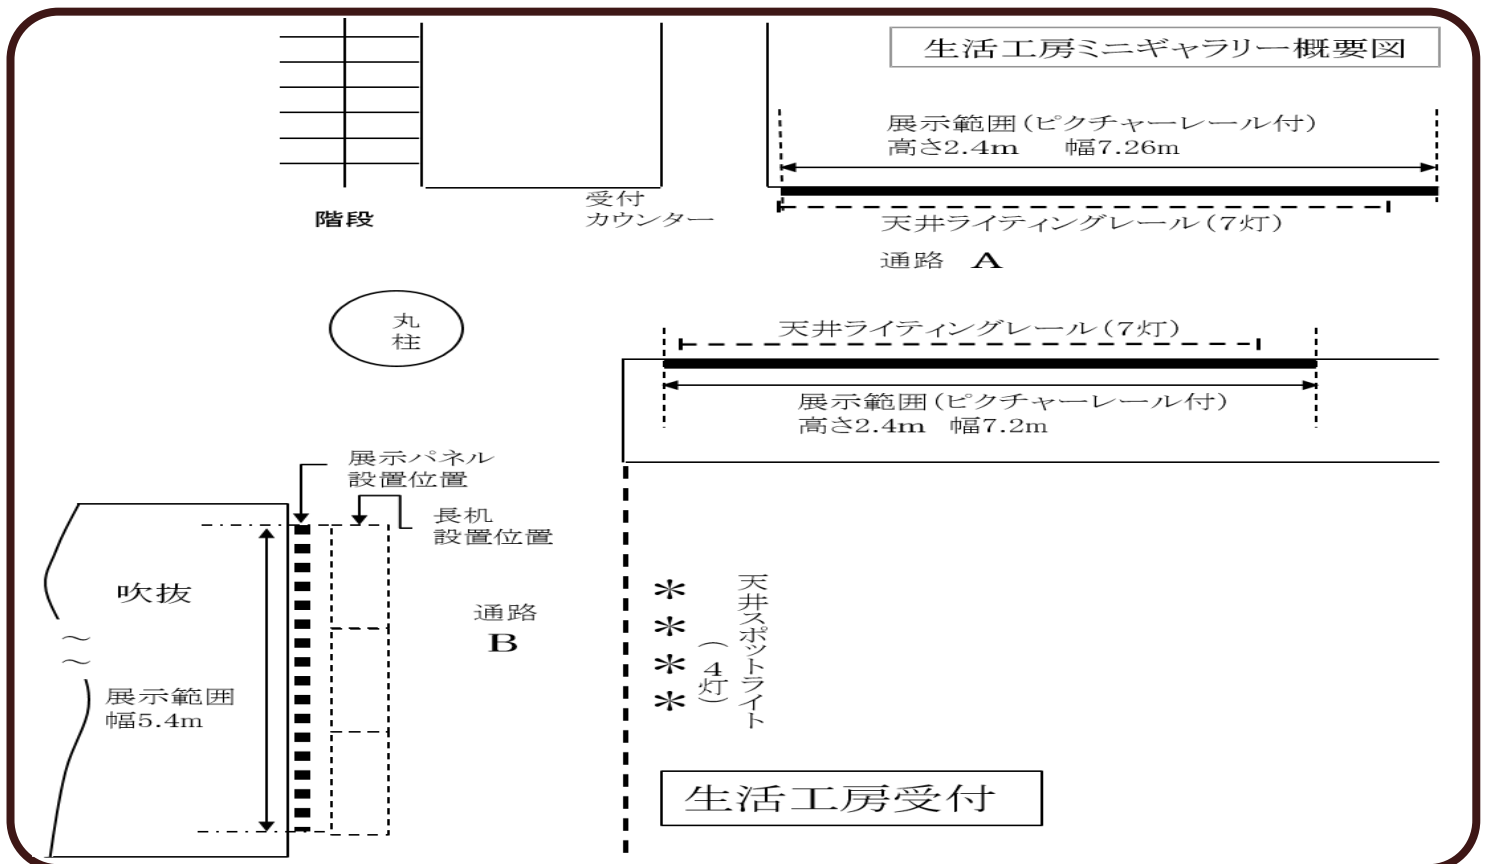 生活工房ミニギャラリー概要図
展示範囲(ピクチャーレール付)
高さ2.4m 幅7.26m
受付
カウンター
階段
天井ライティングレール(7灯)
通路 A
丸
柱
天井ライティングレール(7灯)
展示範囲(ピクチャーレール付)
高さ2.4m 幅7.2m
展示パネル
設置位置
長机
設置位置
吹抜
通路
B
天井スポットライト
(4灯)
展示範囲
幅5.4m
生活工房受付